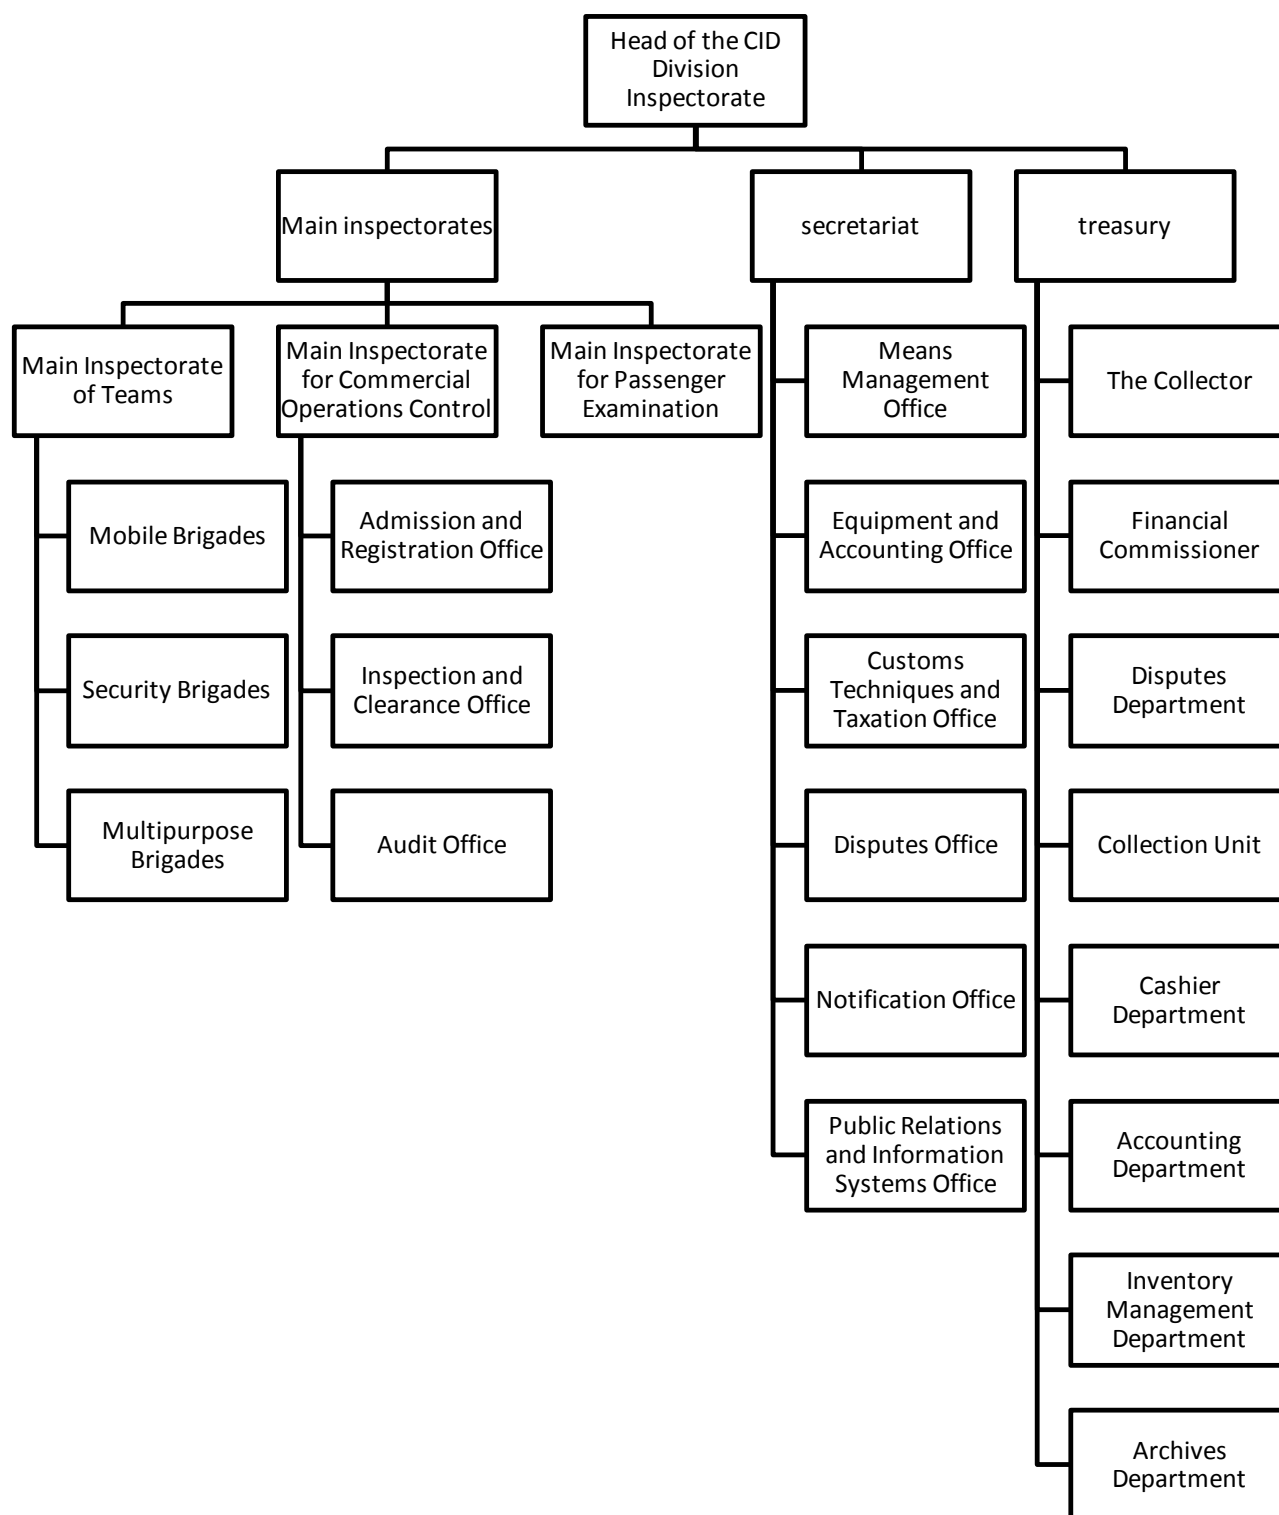 Head of the CID
Division
Inspectorate
Main inspectorates
secretariat
treasury
Main Inspectorate
of Teams
Main Inspectorate
for Commercial
Operations Control
Main Inspectorate
for Passenger
Examination
Means
Management
Office
The Collector
Mobile Brigades
Admission and
Registration Office
Equipment and
Accounting Office
Financial
Commissioner
Security Brigades
Inspection and
Clearance Office
Customs
Techniques and
Taxation Office
Disputes
Department
Multipurpose
Brigades
Audit Office
Disputes Office
Collection Unit
Notification Office
Cashier
Department
Public Relations
and Information
Systems Office
Accounting
Department
Inventory
Management
Department
Archives
Department